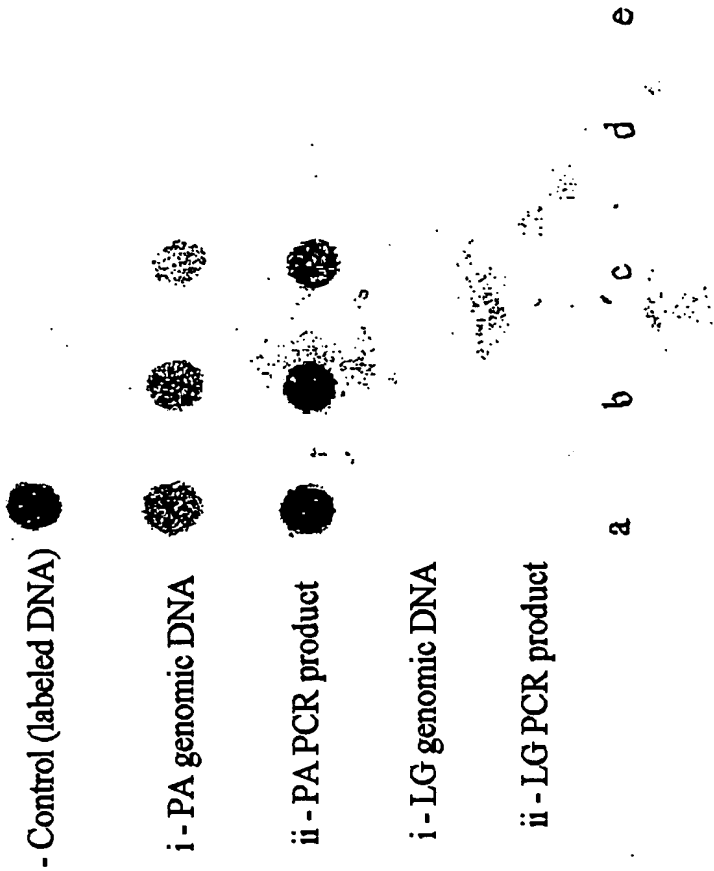 - Control (labeled DNA)
i - PA genomic DNA
ii - PA PCR product
i - LG genomic DNA
ii - LG PCR product
a b c d e